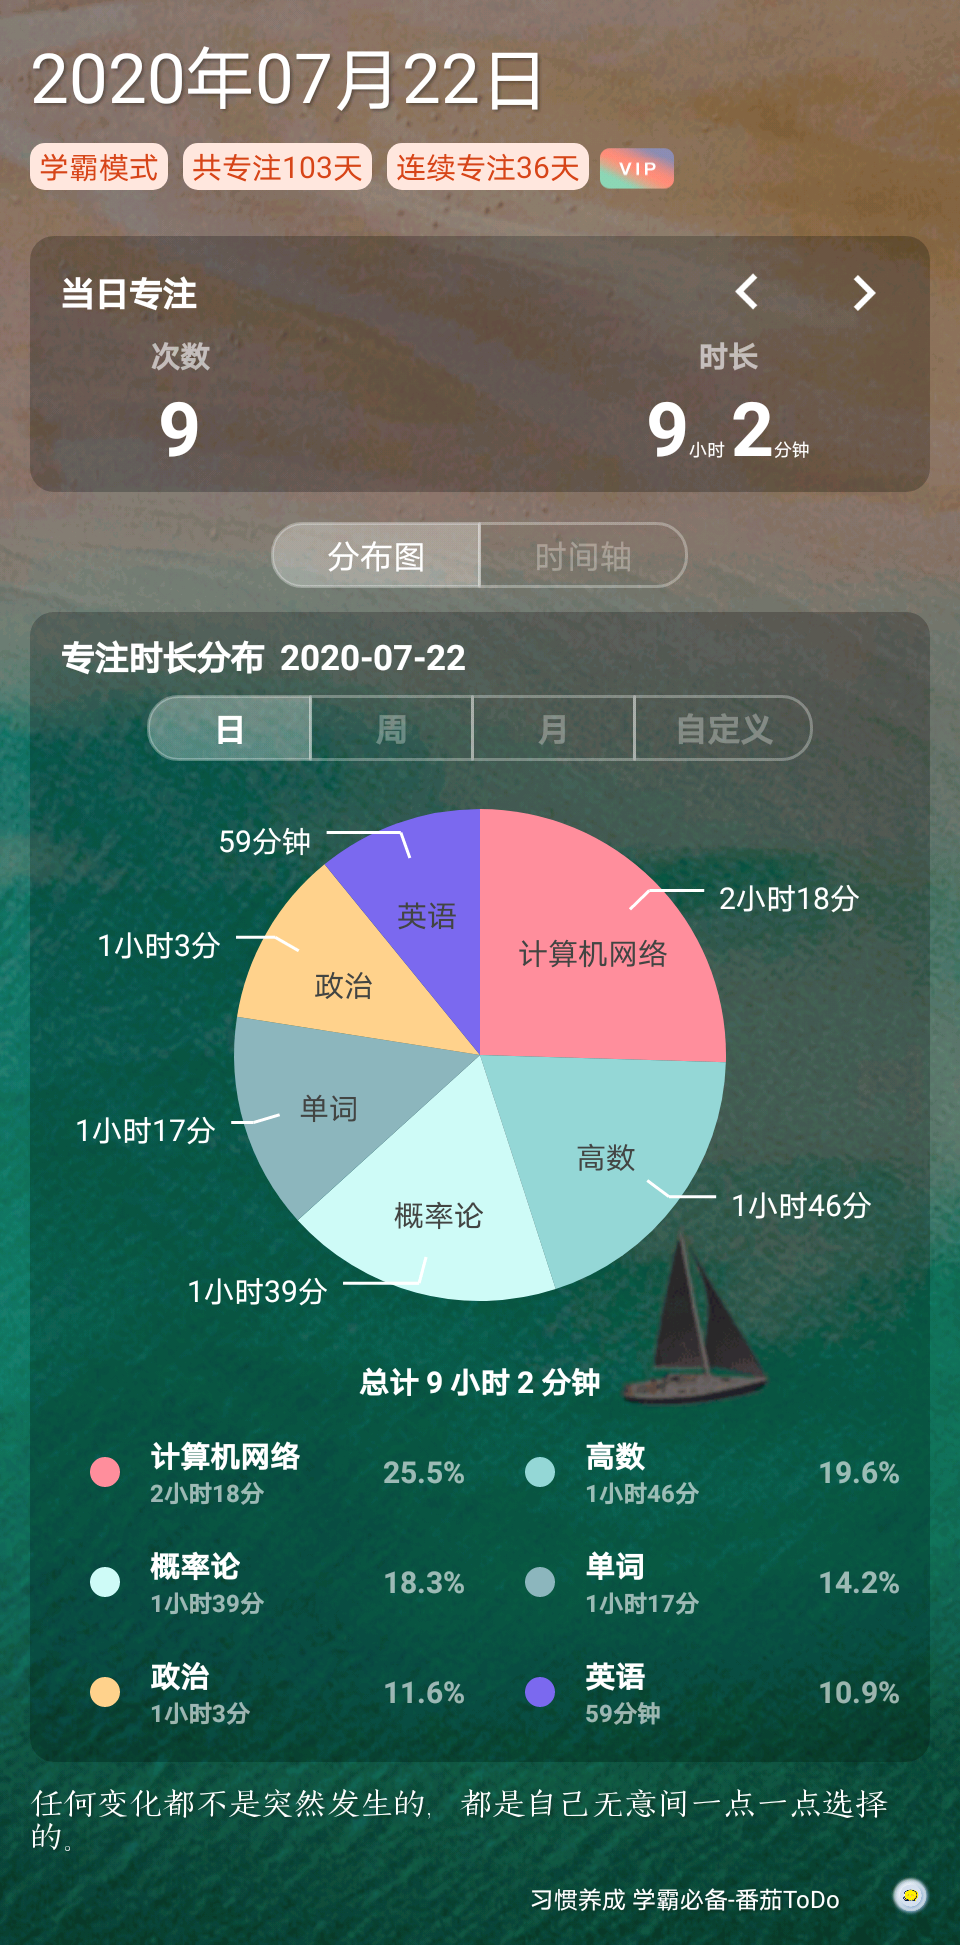 2020年07月22日
学霸模式 共专注103天 连续专注36天 VIP
当日专注
次数 时长
9 9小时2分钟
分布图 时间轴
专注时长分布 2020-07-22
日 周 月 自定义
59分钟
2小时18分
英语
1小时3分
计算机网络
政治
单词
1小时17分
高数
概率论
1小时46分
1小时39分
总计 9 小时 2 分钟
计算机网络
2小时18分
25.5%
高数
1小时46分
19.6%
概率论
1小时39分
18.3%
单词
1小时17分
14.2%
政治
1小时3分
11.6%
英语
59分钟
10.9%
任何变化都不是突然发生的，都是自己无意间一点一点选择
的。
习惯养成 学霸必备-番茄ToDo